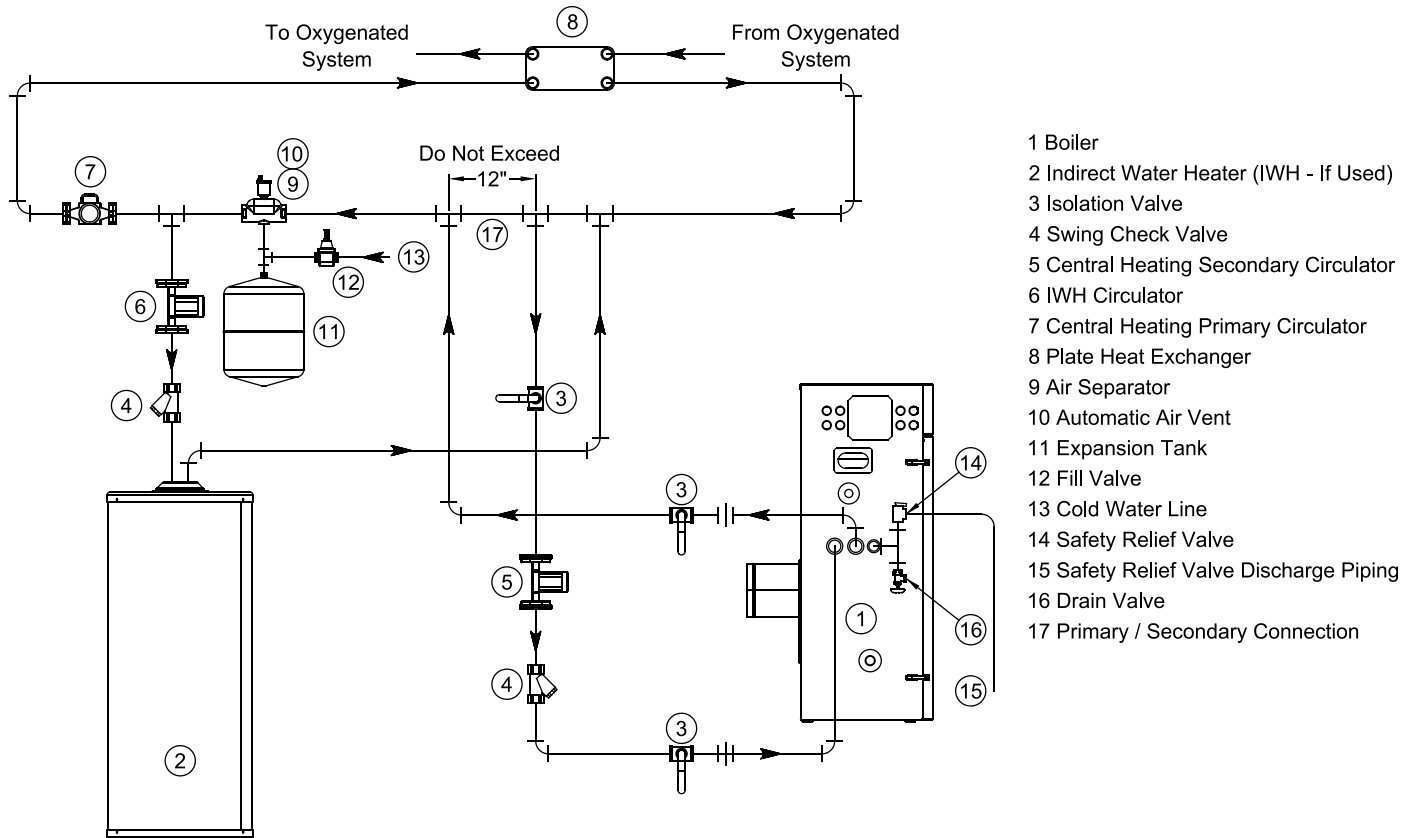 8
To Oxygenated
System
From Oxygenated
System
10
Do Not Exceed
7
9
12"
17
13
12
6
11
4
3
3
14
5
1
16
4
15
3
2
1 Boiler
2 Indirect Water Heater (IWH - If Used)
3 Isolation Valve
4 Swing Check Valve
5 Central Heating Secondary Circulator
6 IWH Circulator
7 Central Heating Primary Circulator
8 Plate Heat Exchanger
9 Air Separator
10 Automatic Air Vent
11 Expansion Tank
12 Fill Valve
13 Cold Water Line
14 Safety Relief Valve
15 Safety Relief Valve Discharge Piping
16 Drain Valve
17 Primary / Secondary Connection